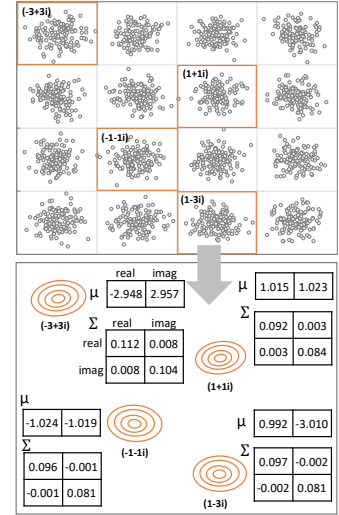 (-3+3i)
(1+1i)
(-1-1i)
(1-3i)
real imag
μ -2.948 2.957
(-3+3i)
Σ real imag
real 0.112 0.008
imag 0.008 0.104
μ 1.015 1.023
Σ
0.092 0.003
0.003 0.084
(1+1i)
μ
-1.024 -1.019
Σ
0.096 -0.001
-0.001 0.081
(-1-1i)
μ 0.992 -3.010
Σ
0.097 -0.002
-0.002 0.081
(1-3i)